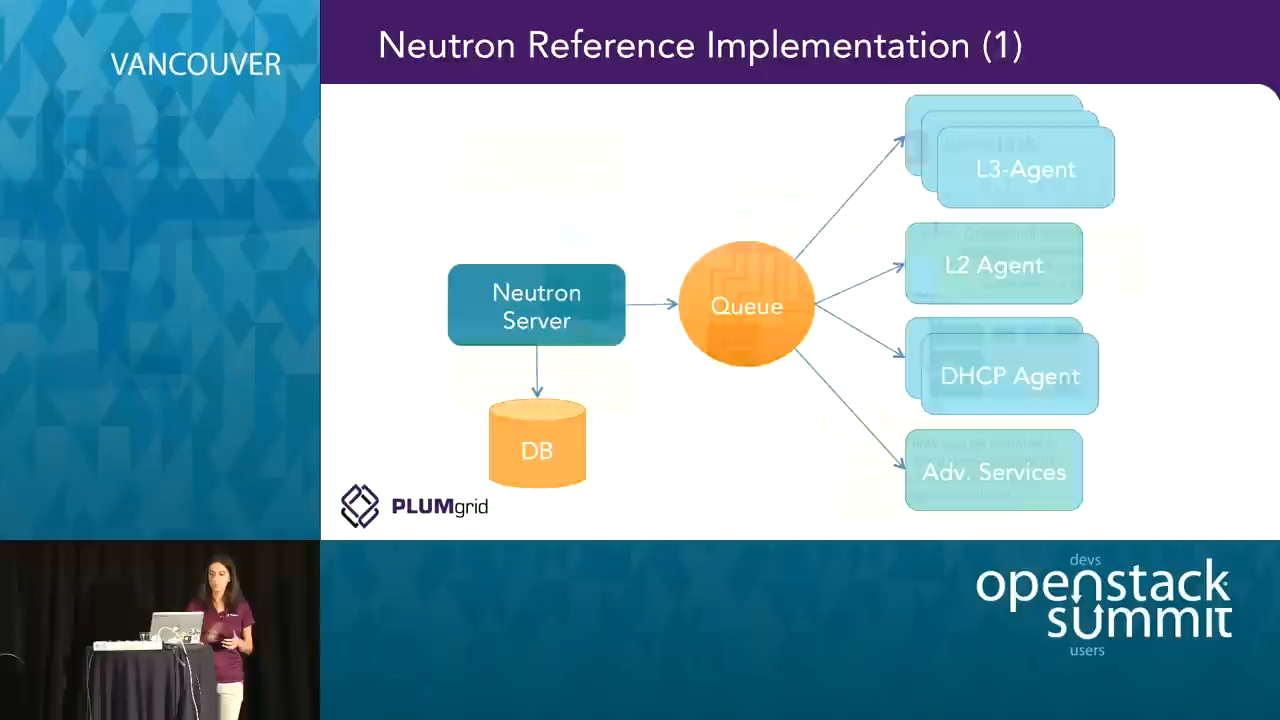 VANCOUVER
Neutron Reference Implementation (1)
L3-Agent
L2 Agent
Neutron
Server
Queue
DHCP Agent
DB
Adv. Services
PLUMgrid
devs
openstack
summit
users